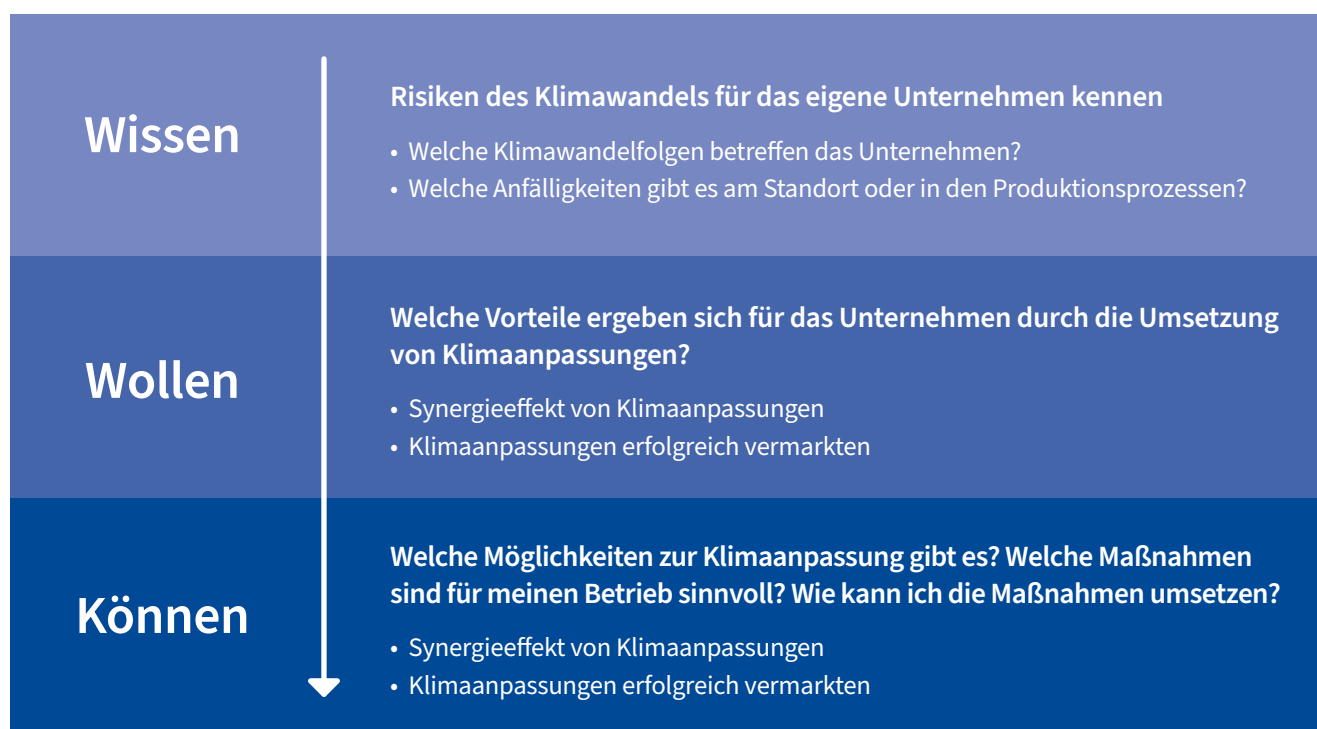 Wissen
Risiken des Klimawandels für das eigene Unternehmen kennen
• Welche Klimawandelfolgen betreffen das Unternehmen?
• Welche Anfälligkeiten gibt es am Standort oder in den Produktionsprozessen?
Wollen
Welche Vorteile ergeben sich für das Unternehmen durch die Umsetzung
von Klimaanpassungen?
• Synergieeffekt von Klimaanpassungen
• Klimaanpassungen erfolgreich vermarkten
Können
Welche Möglichkeiten zur Klimaanpassung gibt es? Welche Maßnahmen
sind für meinen Betrieb sinnvoll? Wie kann ich die Maßnahmen umsetzen?
• Synergieeffekt von Klimaanpassungen
• Klimaanpassungen erfolgreich vermarkten